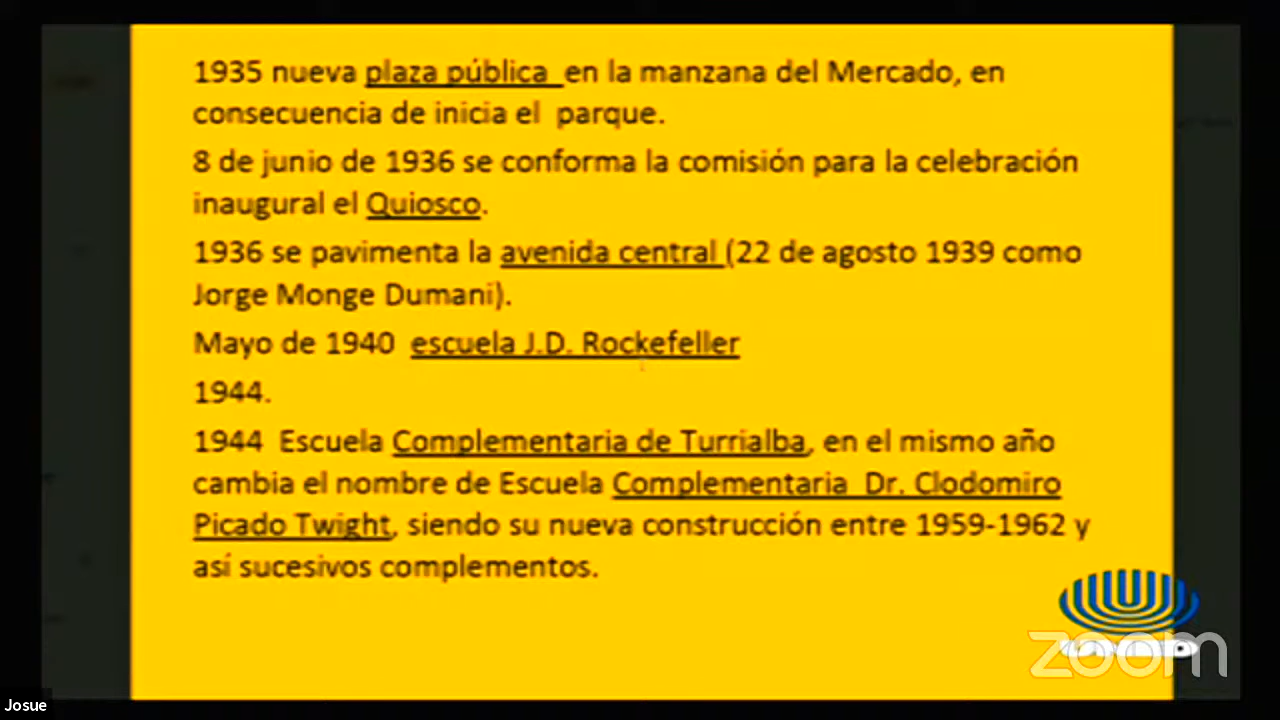 1935 nueva plaza pública en la manzana del Mercado, en
consecuencia de inicia el parque.
8 de junio de 1936 se conforma la comisión para la celebración
inaugural el Quiosco.
1936 se pavimenta la avenida central (22 de agosto 1939 como
Jorge Monge Dumani).
Mayo de 1940 escuela J.D. Rockefeller
1944.
1944 Escuela Complementaria de Turrialba, en el mismo año
cambia el nombre de Escuela Complementaria Dr. Clodomiro
Picado Twight, siendo su nueva construcción entre 1959-1962 y
así sucesivos complementos.
zoom
Josue